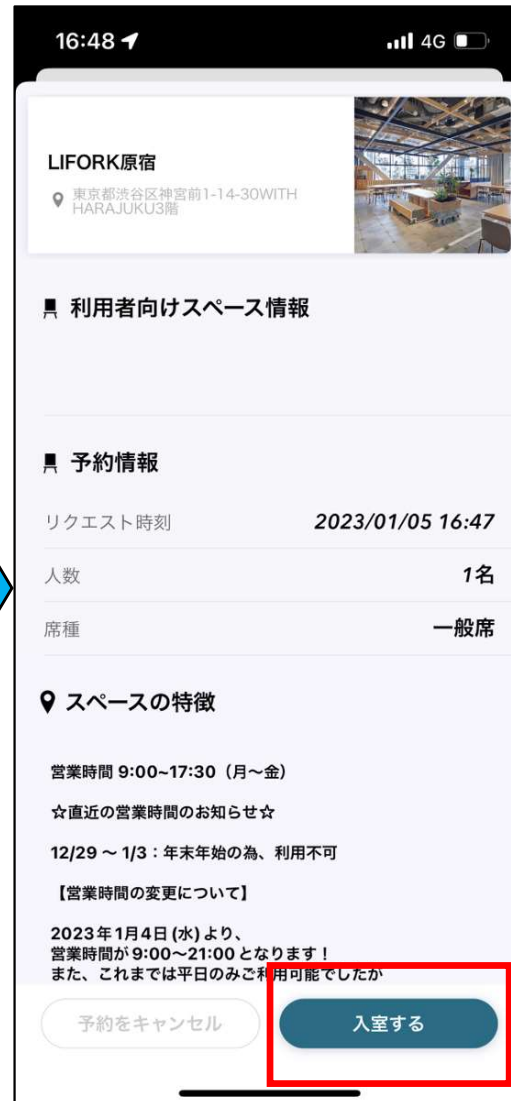 16:48
4G
LIFORK原宿
東京都渋谷区神宮前1-14-30WITH
HARAJUKU3階
利用者向けスペース情報
予約情報
リクエスト時刻 2023/01/05 16:47
人数 1名
席種 一般席
スペースの特徴
営業時間 9:00~17:30（月〜金）
☆直近の営業時間のお知らせ☆
12/29 〜 1/3：年末年始の為、利用不可
【営業時間の変更について】
2023年1月4日(水)より、
営業時間が9:00〜21:00となります！
また、これまでは平日のみご利用可能でしたが
予約をキャンセル 入室する